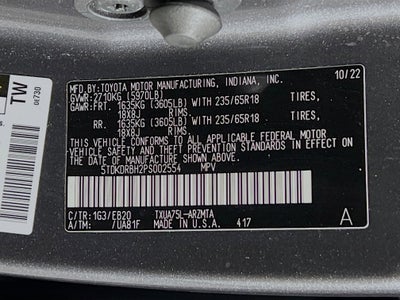 MFD. BY: TOYOTA MOTOR MANUFACTURING, INDIANA, INC.
GVWR: 2710KG (5970LB) 10/22
GAWR: FRT. 1635KG (3605LB) WITH 235/65R18 TIRES,
18X8J RIMS
RR. 1635KG (3605LB) WITH 235/65R18 TIRES,
18X8J RIMS
THIS VEHICLE CONFORMS TO ALL APPLICABLE FEDERAL MOTOR
VEHICLE SAFETY AND THEFT PREVENTION STANDARDS IN EFFECT
ON THE DATE OF MANUFACTURE SHOWN ABOVE.
5TDKDRBH2PS002554 MPV
C/TR: 1G3/EB20 TXUA75L-ARZMTA A
A/TM: /UA81F MADE IN U.S.A. 417
TW